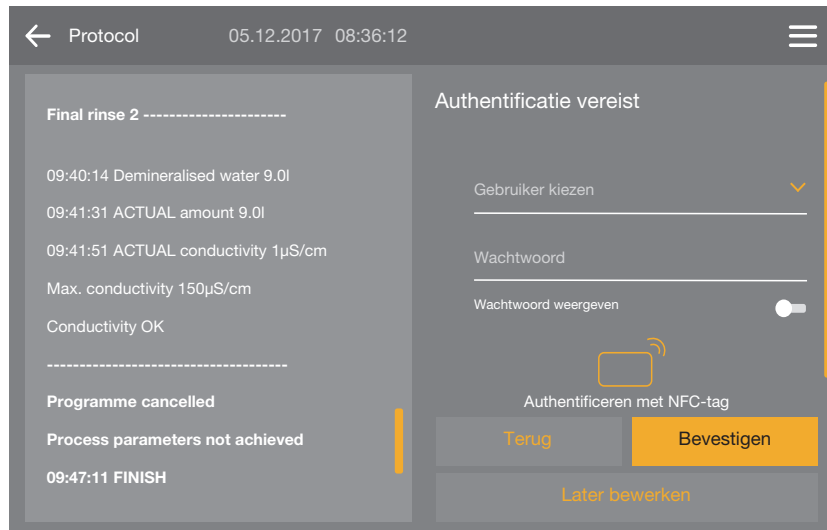 Protocol 05.12.2017 08:36:12
Final rinse 2 ----------------------
09:40:14 Demineralised water 9.0l
09:41:31 ACTUAL amount 9.0l
09:41:51 ACTUAL conductivity 1µS/cm
Max. conductivity 150µS/cm
Conductivity OK
-------------------------------------
Programme cancelled
Process parameters not achieved
09:47:11 FINISH
Authentificatie vereist
Gebruiker kiezen
Wachtwoord
Wachtwoord weergeven
Authentificeren met NFC-tag
Terug
Bevestigen
Later bewerken